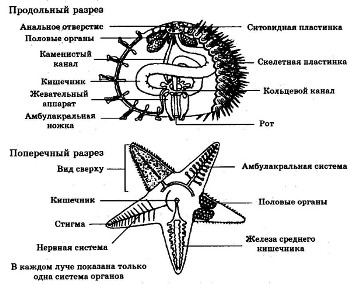 Продольный разрез
Анальное отверстие
Половые органы
Каменистый
канал
Кишечник
Жевательный
аппарат
Амбулакральная
ножка
Ситовидная пластинка
Скелетная пластинка
Кольцевой канал
Рот
Поперечный разрез
Вид сверху
Кишечник
Стигма
Нервная система
В каждом луче показана только
одна система органов
Амбулакральная система
Половые органы
Железа среднего
кишечника